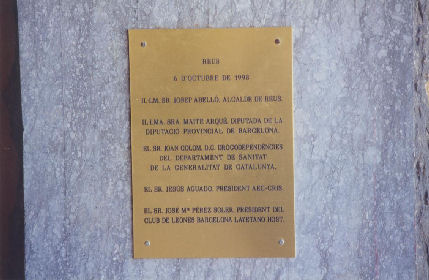 REUS
6 D'OCTUBRE DE 1998
IL·LM. SR. JOSEP ABELLÓ, ALCALDE DE REUS.
IL·LMA. SRA. MAITE ARQUÉ, DIPUTADA DE LA
DIPUTACIÓ PROVINCIAL DE BARCELONA.
EL SR. JOAN COLOM, D.G. DROGODEPENDÈNCIES
DEL DEPARTAMENT DE SANITAT
DE LA GENERALITAT DE CATALUNYA.
EL SR. JESÚS AGUADO, PRESIDENT AEC-GRIS.
EL SR. JOSÉ Mª PÉREZ SOLER, PRESIDENT DEL
CLUB DE LEONES BARCELONA LAYETANO HOST.